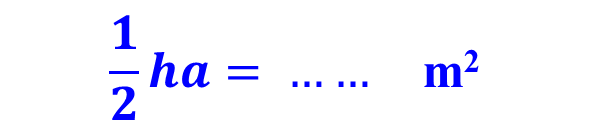 1/2 ha = ... ... m²